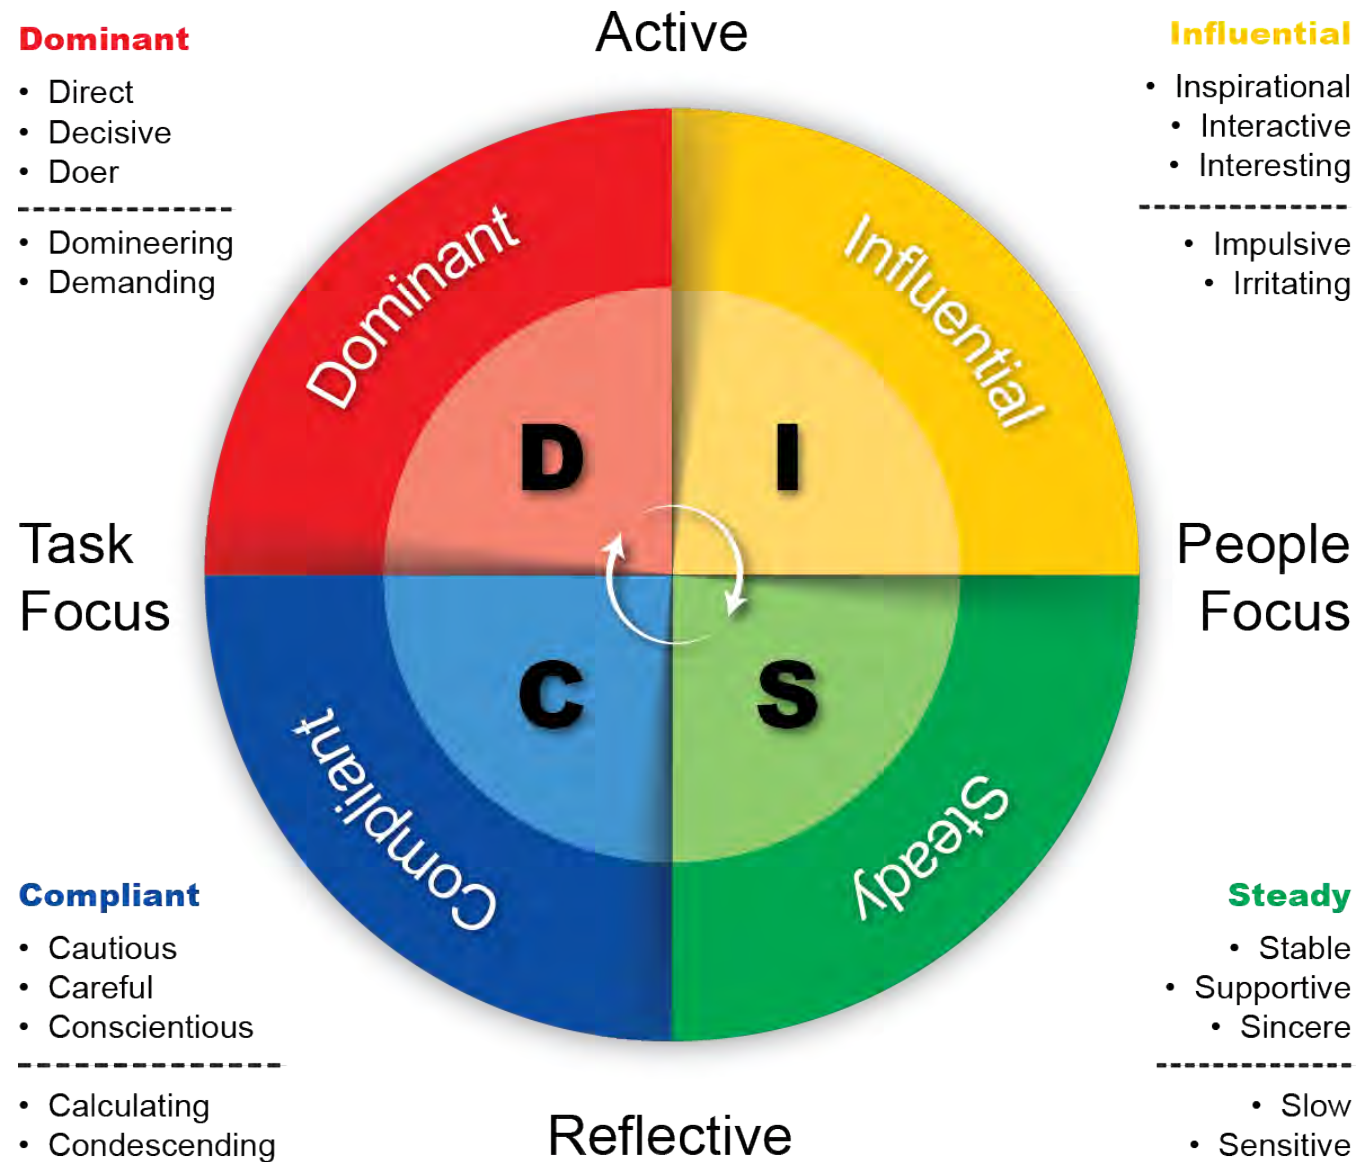 Active
Dominant
• Direct
• Decisive
• Doer
• Domineering
• Demanding
Influential
• Inspirational
• Interactive
• Interesting
• Impulsive
• Irritating
Dominant
Influential
D
I
Task
Focus
People
Focus
C
S
Compliant
Steady
Compliant
• Cautious
• Careful
• Conscientious
• Calculating
• Condescending
Steady
• Stable
• Supportive
• Sincere
• Slow
• Sensitive
Reflective